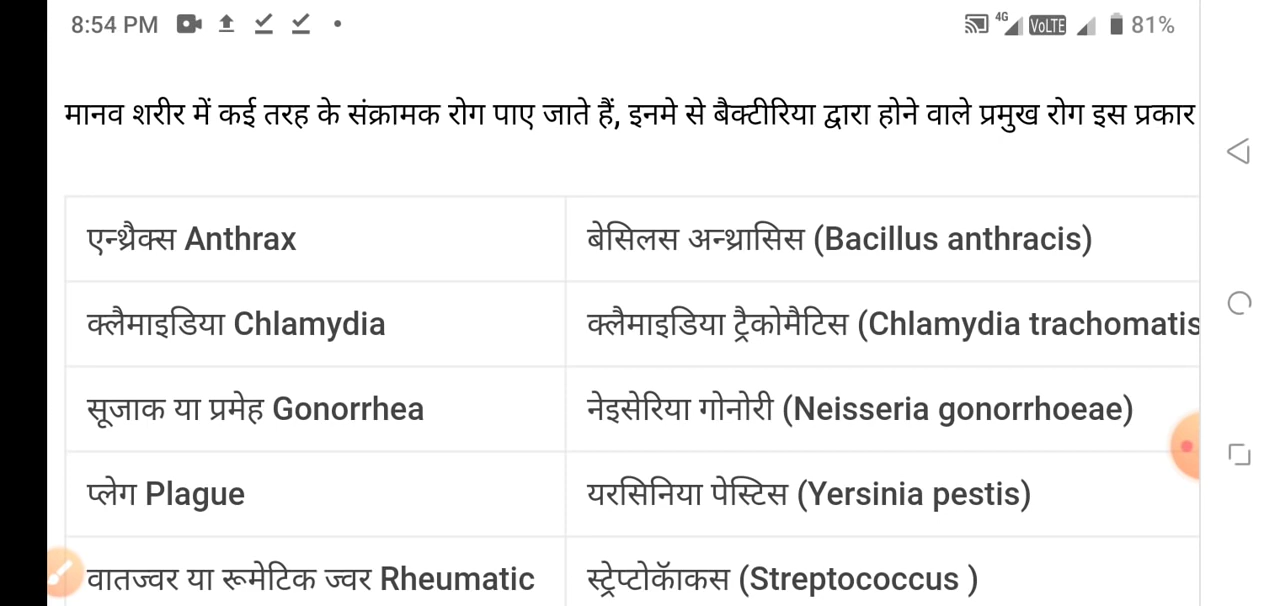 8:54 PM 4G VoLTE 81%
मानव शरीर में कई तरह के संक्रामक रोग पाए जाते हैं, इनमे से बैक्टीरिया द्वारा होने वाले प्रमुख रोग इस प्रकार
एन्थ्रैक्स Anthrax बेसिलस अन्थ्रासिस (Bacillus anthracis)
क्लैमाइडिया Chlamydia क्लैमाइडिया ट्रैकोमैटिस (Chlamydia trachomatis
सूजाक या प्रमेह Gonorrhea नेइसेरिया गोनोरी (Neisseria gonorrhoeae)
प्लेग Plague यरसिनिया पेस्टिस (Yersinia pestis)
वातज्वर या रूमेटिक ज्वर Rheumatic स्ट्रेप्टोकॅाकस (Streptococcus )